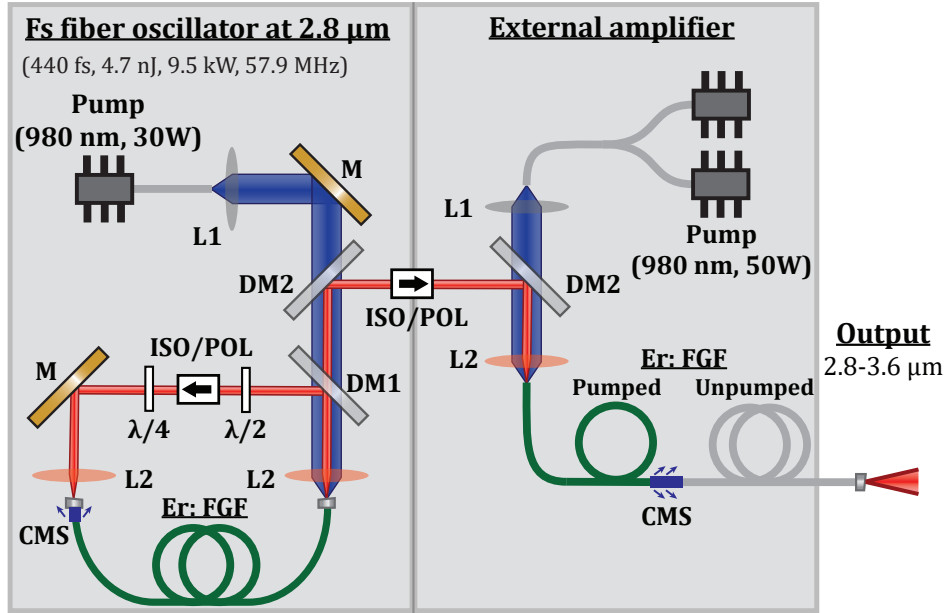 Fs fiber oscillator at 2.8 μm
(440 fs, 4.7 nJ, 9.5 kW, 57.9 MHz)
Pump
(980 nm, 30W)
M
L1
DM2
ISO/POL
M
DM1
λ/4
λ/2
L2
L2
CMS
Er: FGF
External amplifier
L1
Pump
(980 nm, 50W)
DM2
ISO/POL
L2
Er: FGF
Pumped
Unpumped
CMS
Output
2.8-3.6 μm